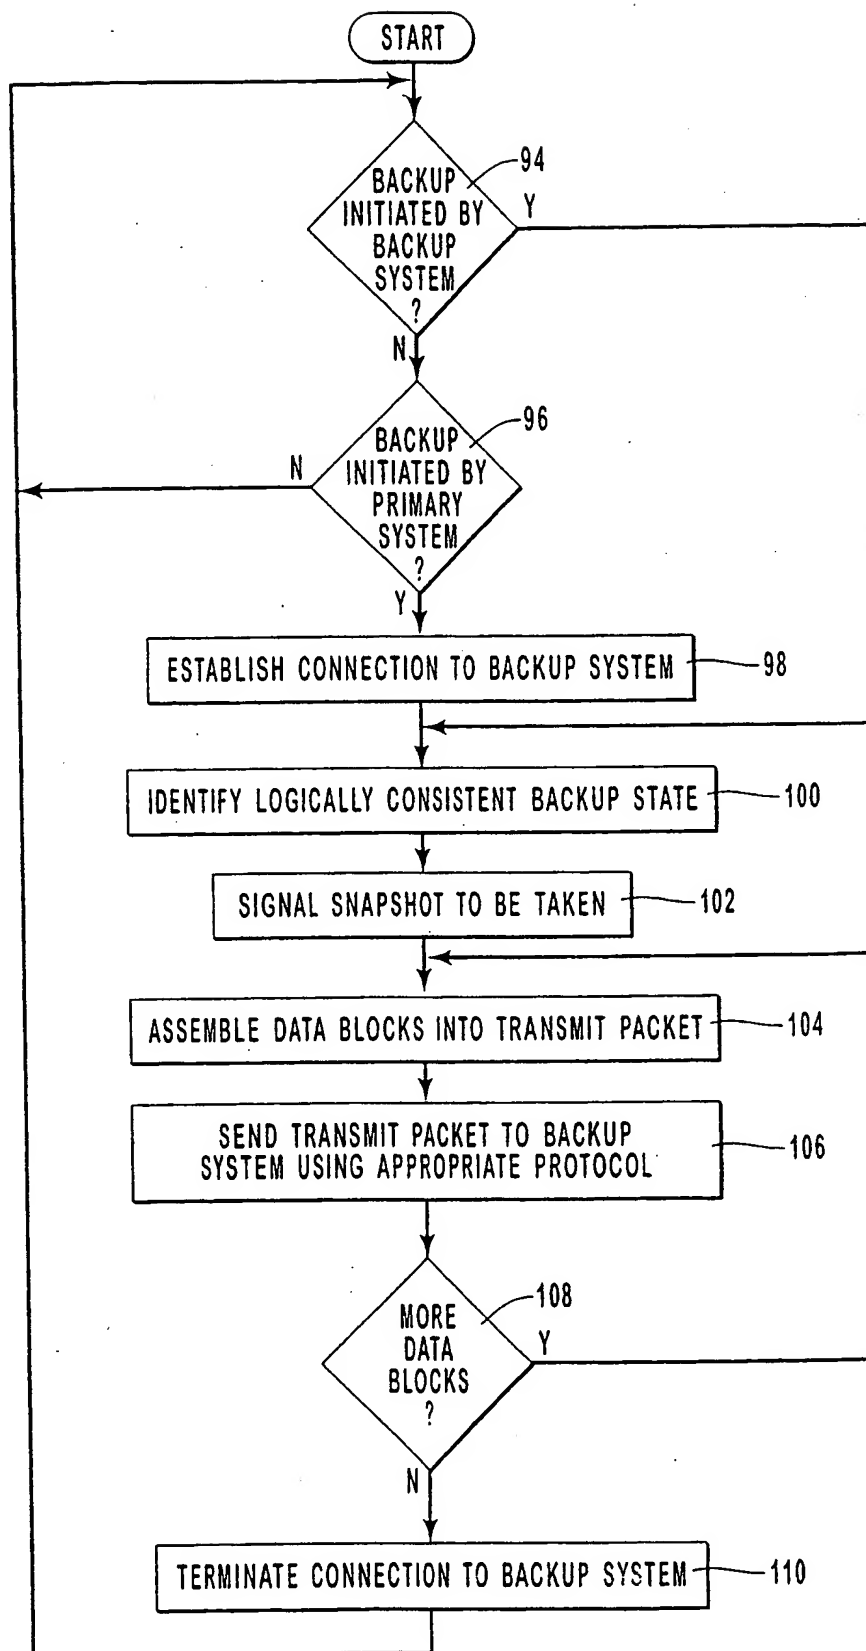 START
94
BACKUP
INITIATED BY
BACKUP
SYSTEM
?
Y
N
96
BACKUP
INITIATED BY
PRIMARY
SYSTEM
?
N
Y
ESTABLISH CONNECTION TO BACKUP SYSTEM
98
IDENTIFY LOGICALLY CONSISTENT BACKUP STATE
100
SIGNAL SNAPSHOT TO BE TAKEN
102
ASSEMBLE DATA BLOCKS INTO TRANSMIT PACKET
104
SEND TRANSMIT PACKET TO BACKUP
SYSTEM USING APPROPRIATE PROTOCOL
106
108
MORE
DATA
BLOCKS
?
Y
N
TERMINATE CONNECTION TO BACKUP SYSTEM
110